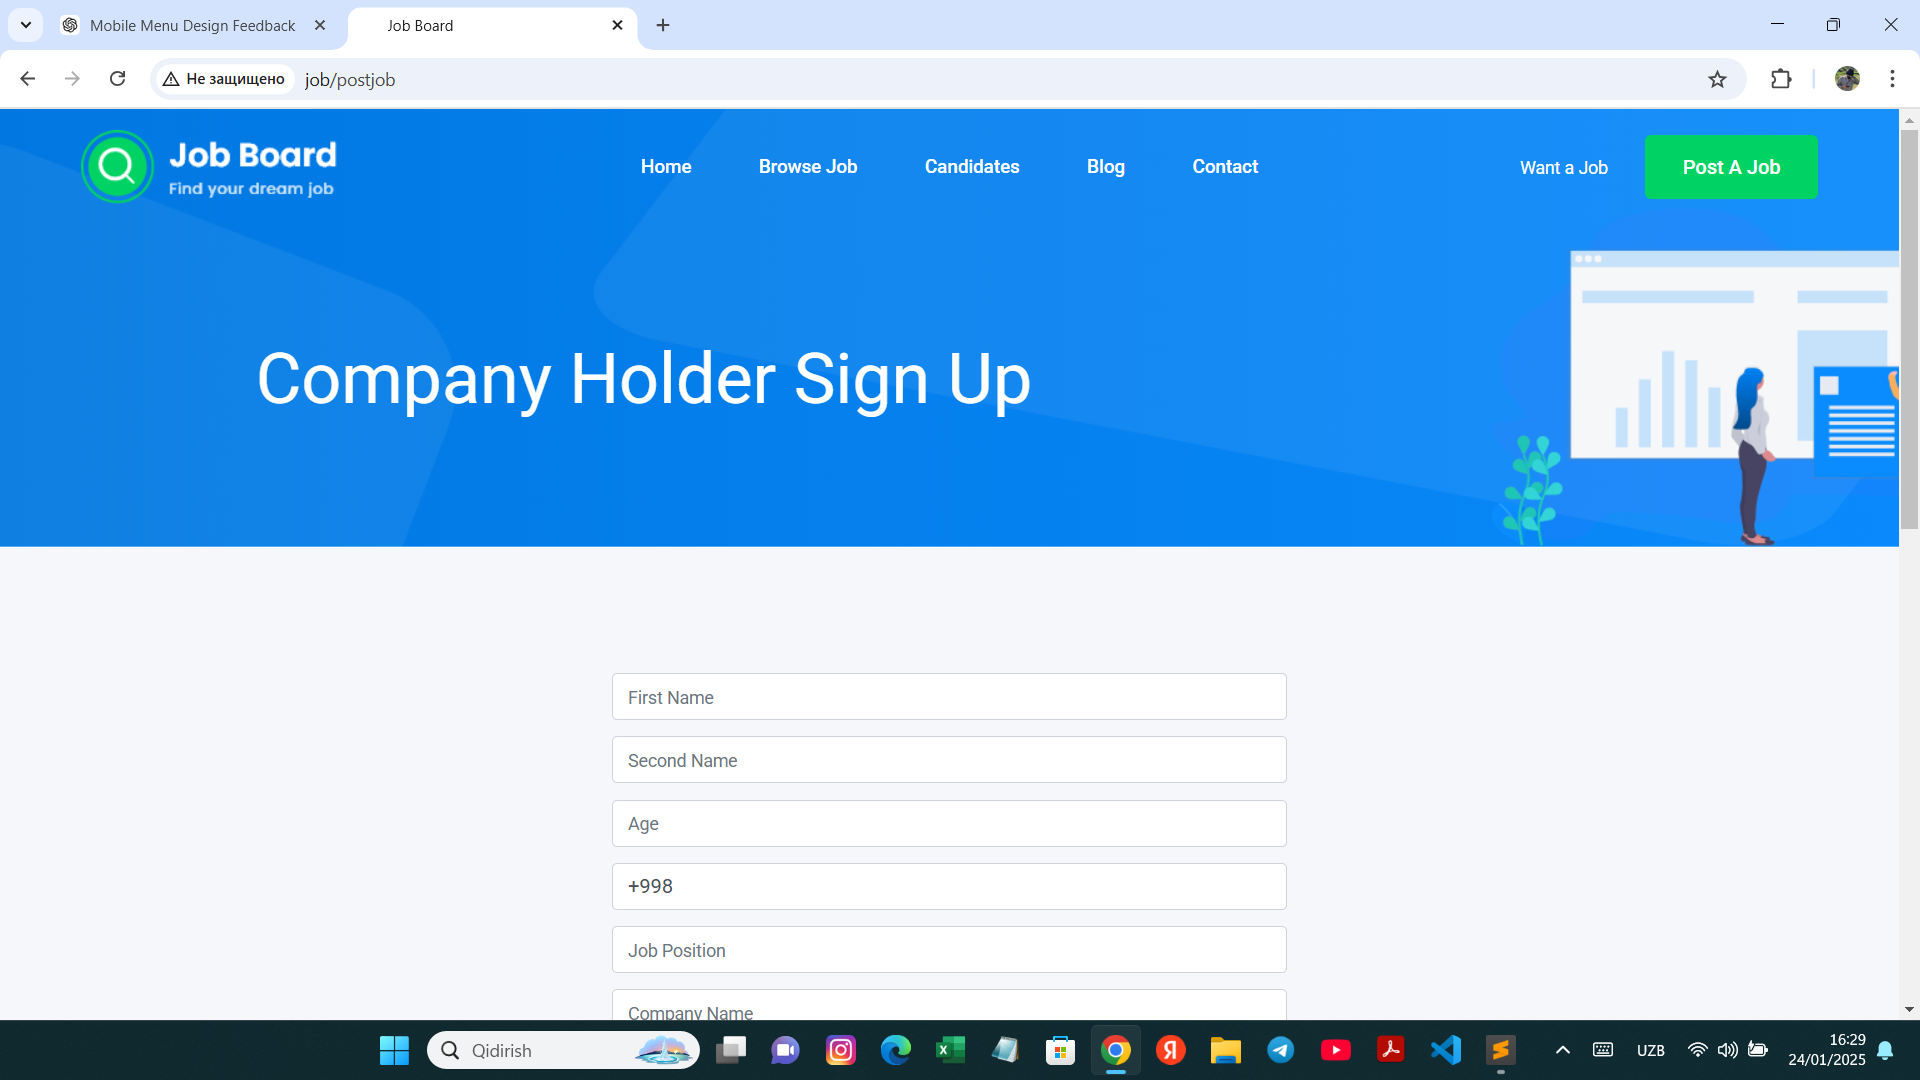 Mobile Menu Design Feedback
Job Board
Не защищено
job/postjob
Job Board
Find your dream job
Home
Browse Job
Candidates
Blog
Contact
Want a Job
Post A Job
Company Holder Sign Up
First Name
Second Name
Age
+998
Job Position
Company Name
Qidirish
UZB
16:29
24/01/2025